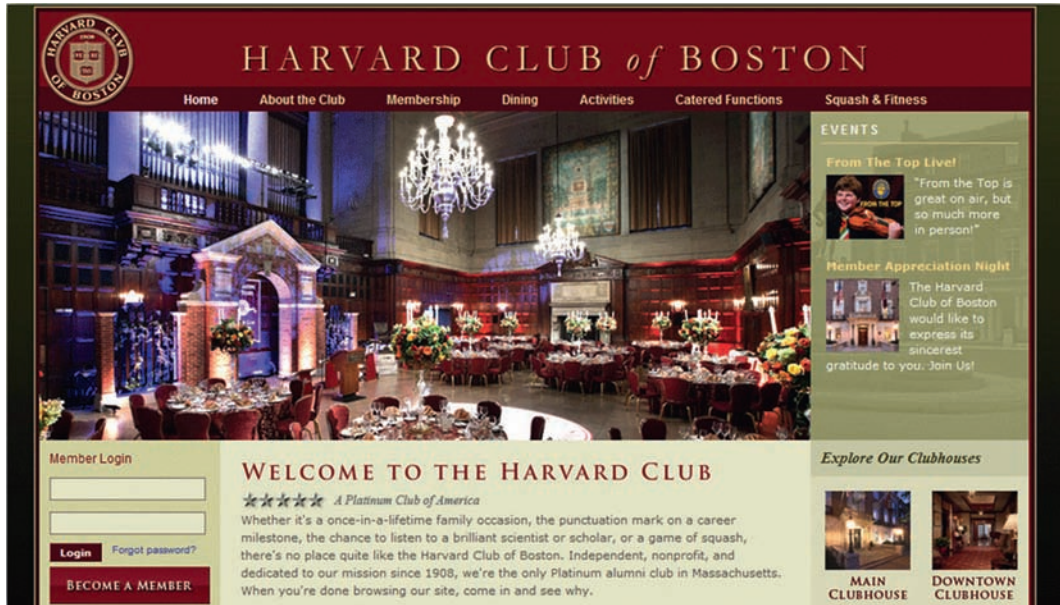 HARVARD CLVB
OF BOSTON
HARVARD CLUB of BOSTON
Home About the Club Membership Dining Activities Catered Functions Squash & Fitness
EVENTS
From The Top Live!
"From the Top is
great on air, but
so much more
in person!"
FROM THE TOP
Member Appreciation Night
The Harvard
Club of Boston
would like to
express its
sincerest
gratitude to you. Join Us!
Member Login
Login Forgot password?
BECOME A MEMBER
WELCOME TO THE HARVARD CLUB
A Platinum Club of America
Whether it's a once-in-a-lifetime family occasion, the punctuation mark on a career
milestone, the chance to listen to a brilliant scientist or scholar, or a game of squash,
there's no place quite like the Harvard Club of Boston. Independent, nonprofit, and
dedicated to our mission since 1908, we're the only Platinum alumni club in Massachusetts.
When you're done browsing our site, come in and see why.
Explore Our Clubhouses
MAIN
CLUBHOUSE
DOWNTOWN
CLUBHOUSE